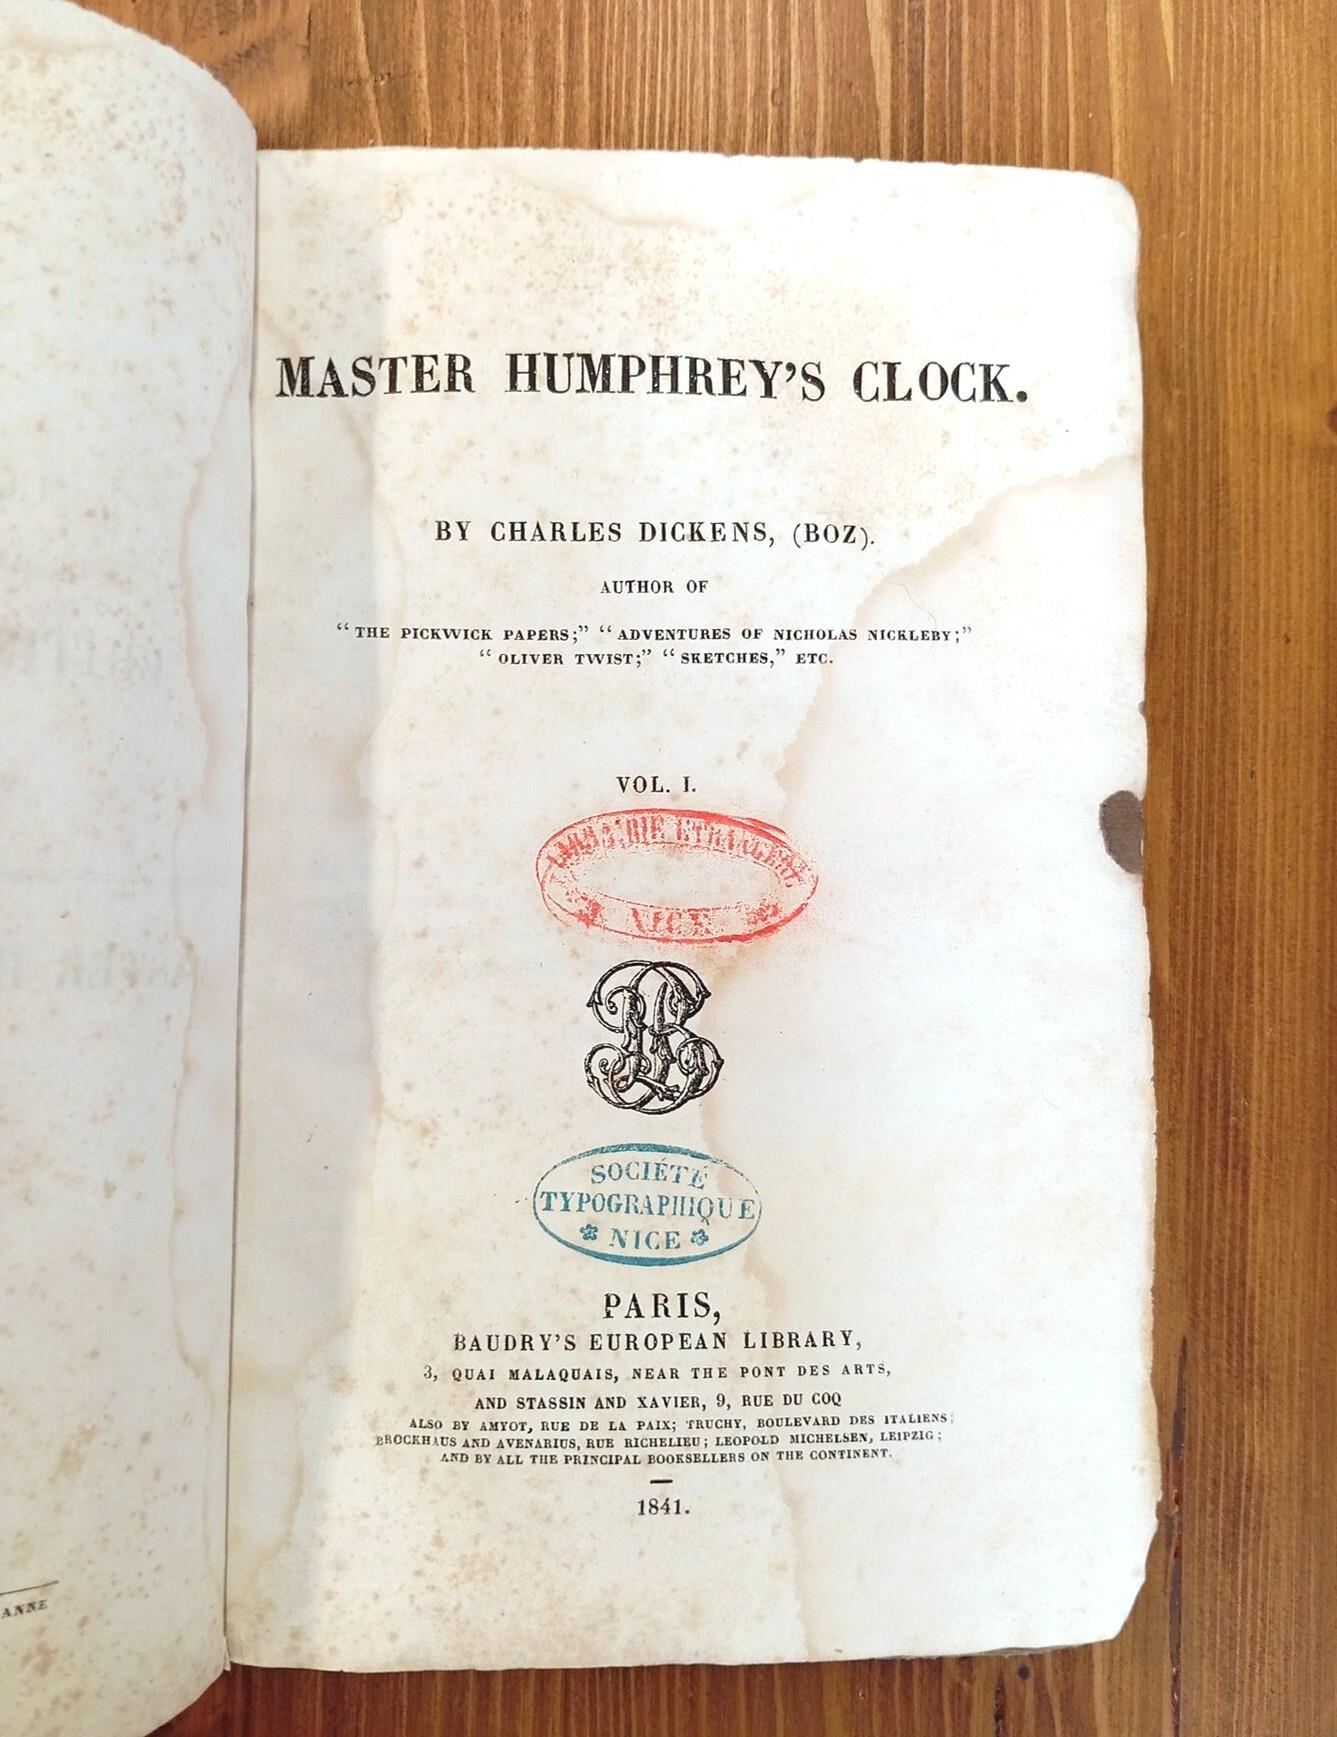 MASTER HUMPHREY'S CLOCK.
BY CHARLES DICKENS, (BOZ).
AUTHOR OF
“THE PICKWICK PAPERS;” “ADVENTURES OF NICHOLAS NICKLEBY;”
“OLIVER TWIST;” “SKETCHES,” ETC.
VOL. I.
NICE
SOCIÉTÉ
TYPOGRAPHIQUE
NICE
PARIS,
BAUDRY'S EUROPEAN LIBRARY,
3, QUAI MALAQUAIS, NEAR THE PONT DES ARTS,
AND STASSIN AND XAVIER, 9, RUE DU COQ
ALSO BY AMYOT, RUE DE LA PAIX; TRUCHY, BOULEVARD DES ITALIENS;
BROCKHAUS AND AVENARIUS, RUE RICHELIEU; LEOPOLD MICHELSEN, LEIPZIG;
AND BY ALL THE PRINCIPAL BOOKSELLERS ON THE CONTINENT.
1841.
ANNE